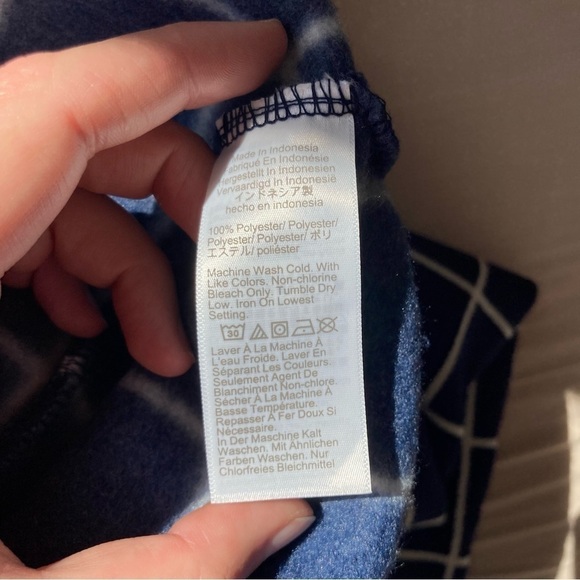 Made In Indonesia
Fabriqué En Indonésie
Hergestellt In Indonesien
Vervaardigd In Indonesië
インドネシア製
hecho en indonesia
100% Polyester/ Polyester/
Polyester/ Polyester/ ポリ
エステル/ poliéster
Machine Wash Cold. With
Like Colors. Non-chlorine
Bleach Only. Tumble Dry
Low. Iron On Lowest
Setting.
30
Laver À La Machine À
L'eau Froide. Laver En
Séparant Les Couleurs.
Seulement Agent De
Blanchiment Non-chlore.
Sécher À La Machine À
Basse Température.
Repasser À Fer Doux Si
Nécessaire.
In Der Maschine Kalt
Waschen. Mit Ähnlichen
Farben Waschen. Nur
Chlorfreies Bleichmittel